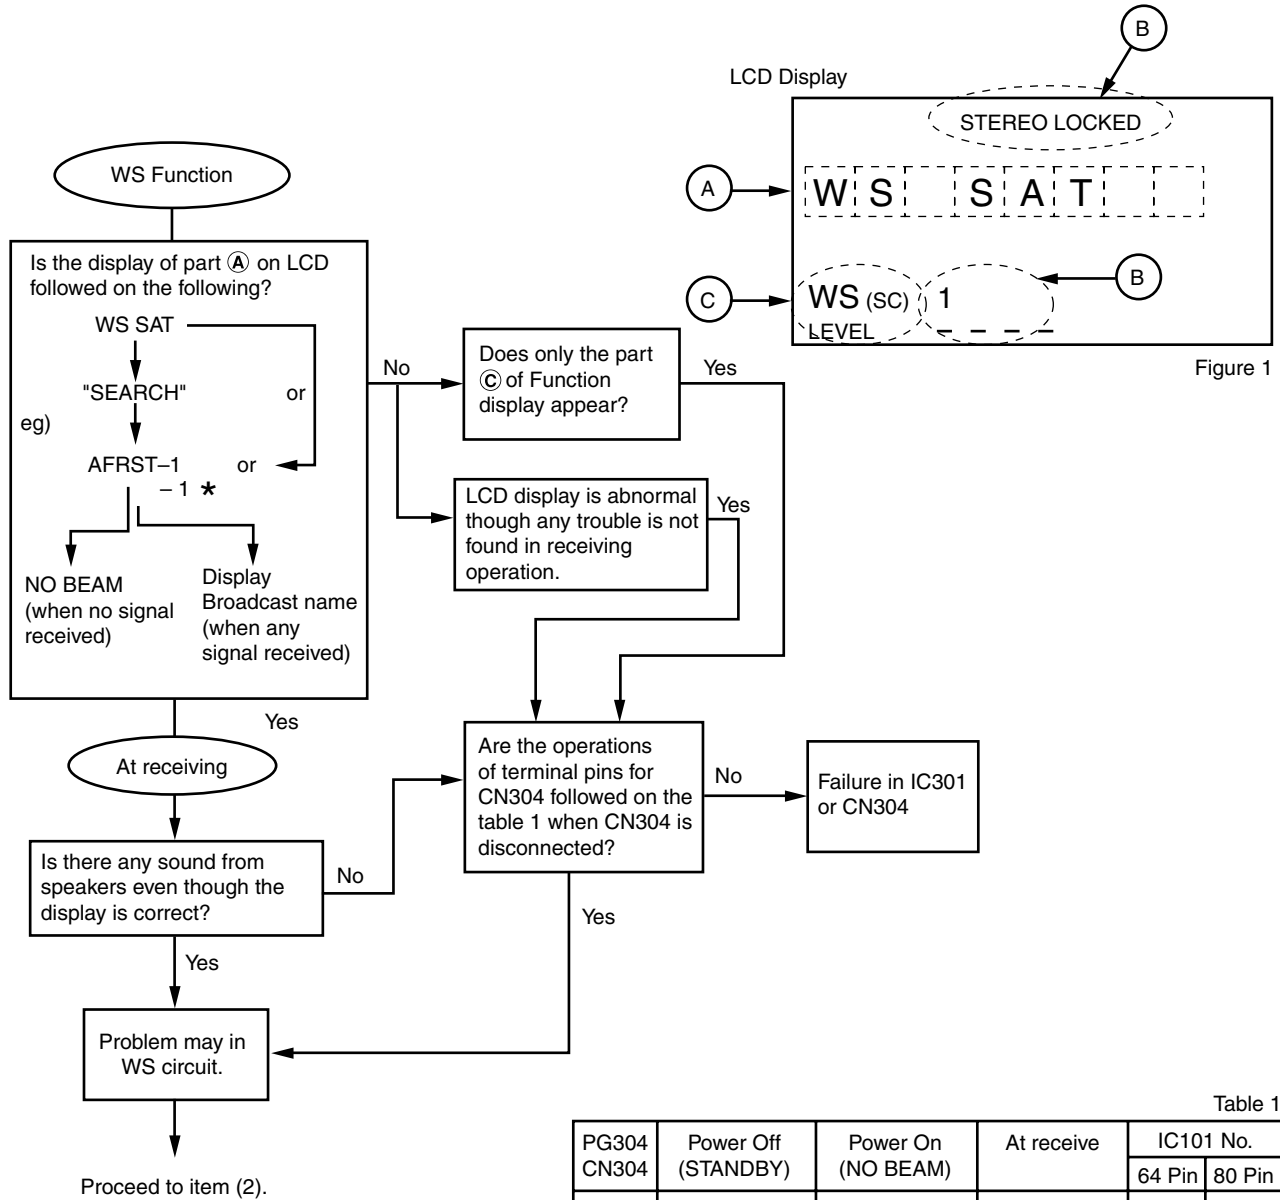 B
LCD Display
STEREO LOCKED
WS Function
A
W S S A T
Is the display of part Ⓐ on LCD
followed on the following?
B
C
WS (SC) 1
LEVEL _ _ _ _
Figure 1
WS SAT
"SEARCH"
or
eg)
AFRST–1
or
– 1 *
NO BEAM
(when no signal
received)
Display
Broadcast name
(when any
signal received)
No
Does only the part
Ⓒ of Function
display appear?
Yes
LCD display is abnormal
though any trouble is not
found in receiving
operation.
Yes
Yes
At receiving
Are the operations
of terminal pins for
CN304 followed on the
table 1 when CN304 is
disconnected?
No
Failure in IC301
or CN304
Is there any sound from
speakers even though the
display is correct?
No
Yes
Yes
Problem may in
WS circuit.
Proceed to item (2).
Table 1
PG304
CN304
Power Off
(STANDBY)
Power On
(NO BEAM)
At receive
IC101 No.
64 Pin 80 Pin